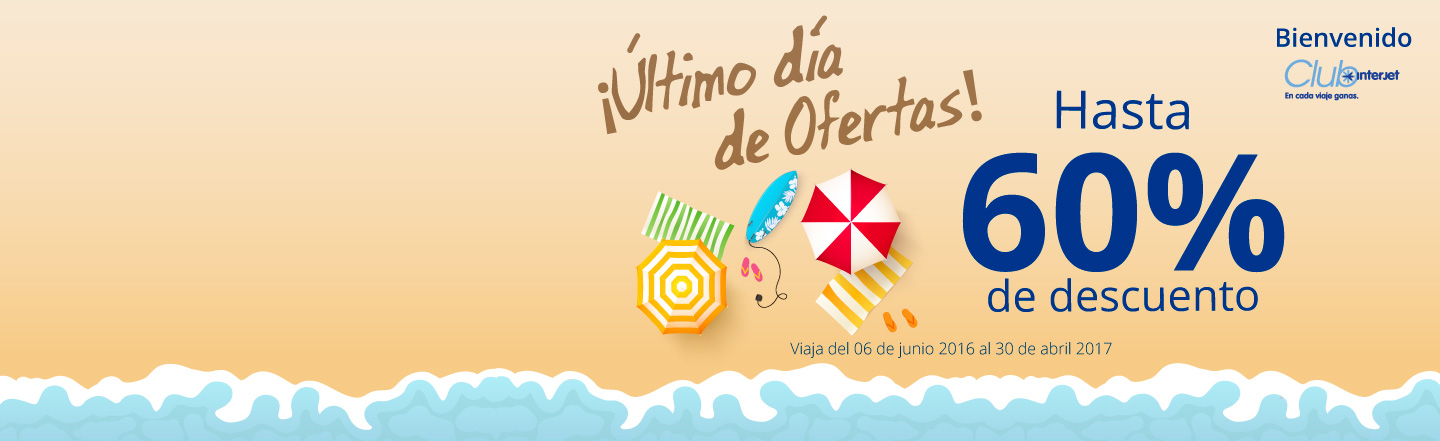 ¡Último día
de Ofertas!
Bienvenido
Club interJet
En cada viaje ganas.
Hasta
60%
de descuento
Viaja del 06 de junio 2016 al 30 de abril 2017